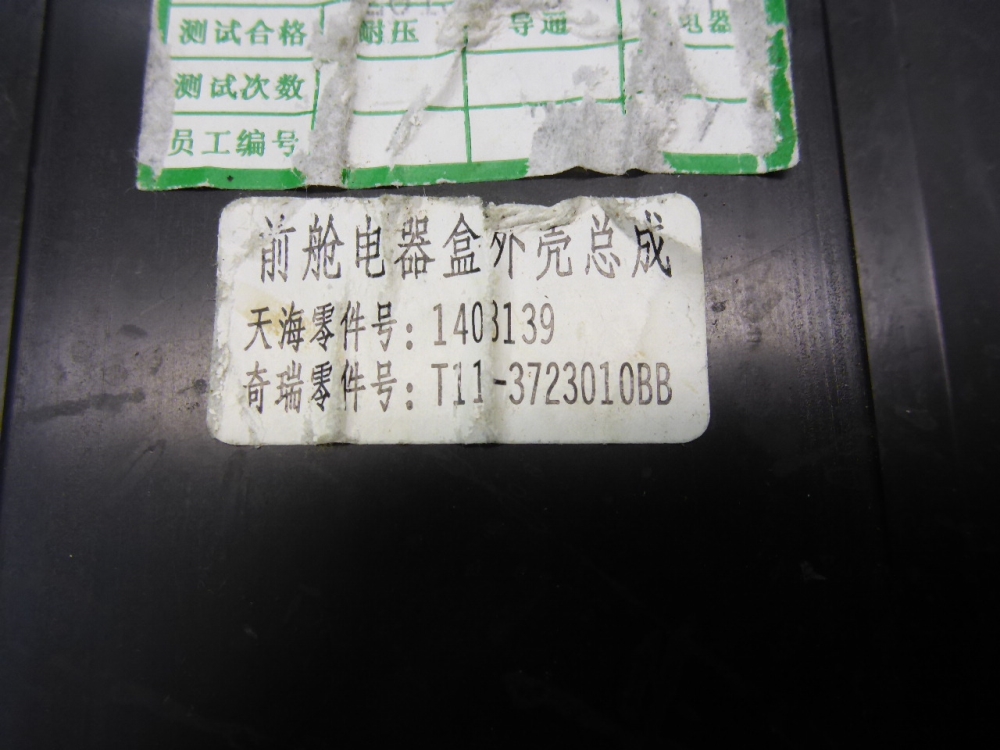 测试合格 耐压 导通 电器
测试次数
员工编号
前舱电器盒外壳总成
天海零件号：1403139
奇瑞零件号：T11-3723010BB